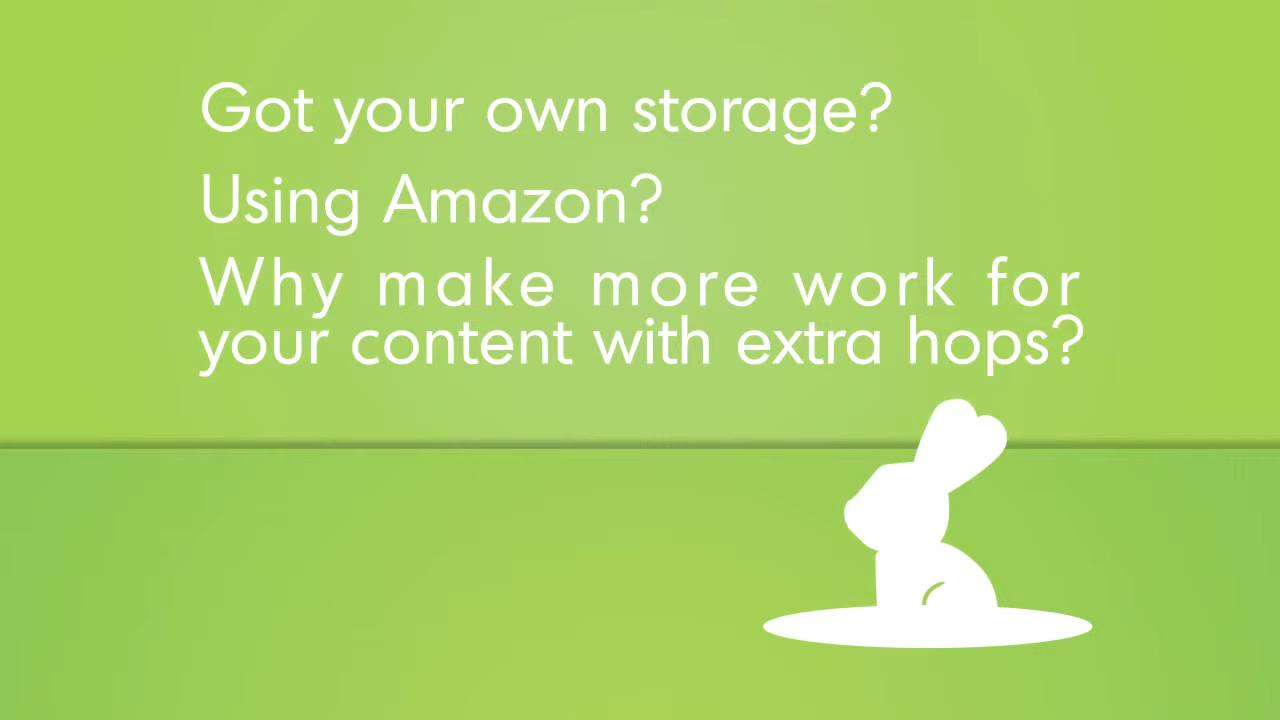 Got your own storage?
Using Amazon?
Why make more work for
your content with extra hops?